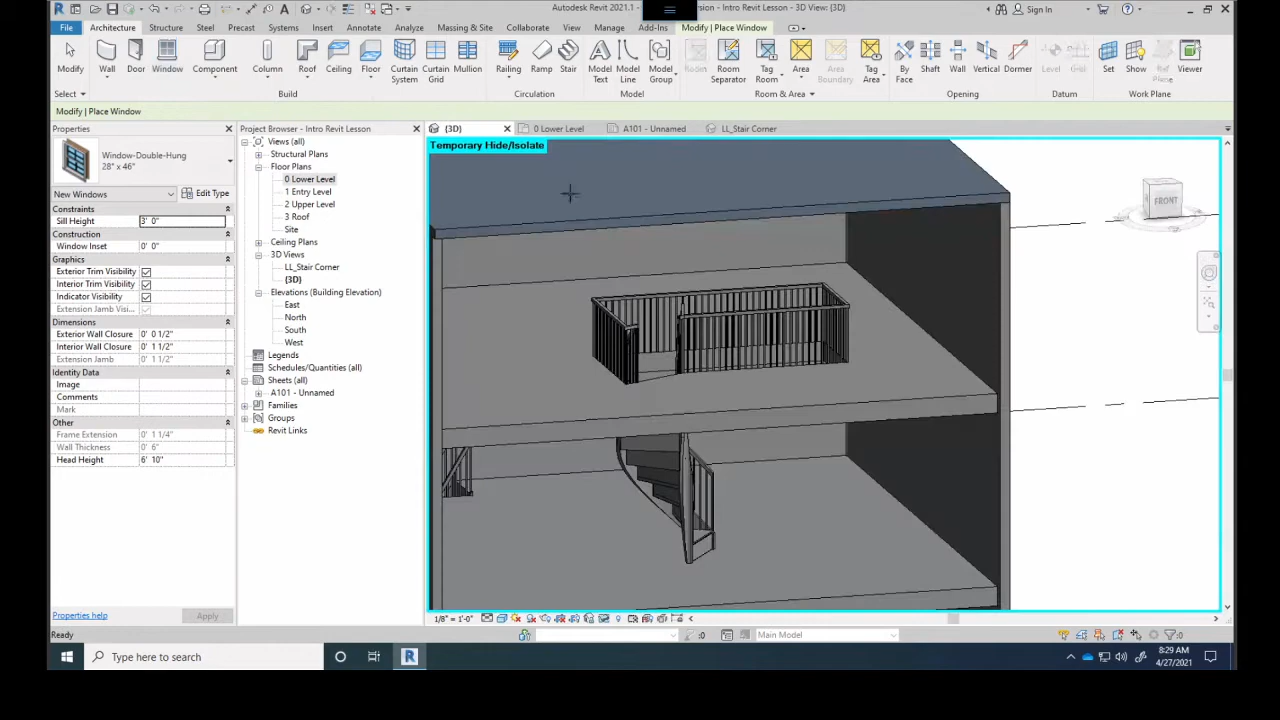 Autodesk Revit 2021.1 -
rsion - Intro Revit Lesson - 3D View: {3D}
Sign In
File
Architecture
Structure
Steel
Precast
Systems
Insert
Annotate
Analyze
Massing & Site
Collaborate
View
Manage
Add-Ins
Modify | Place Window
Modify
Wall
Door
Window
Component
Column
Roof
Ceiling
Floor
Curtain System
Curtain Grid
Mullion
Railing
Ramp
Stair
Model Text
Model Line
Model Group
Room
Room Separator
Tag Room
Area
Area Boundary
Tag Area
By Face
Shaft
Wall
Vertical
Dormer
Level
Grid
Set
Show
Ref Plane
Viewer
Select
Build
Circulation
Model
Room & Area
Opening
Datum
Work Plane
Modify | Place Window
Properties
Window-Double-Hung
28" x 46"
New Windows
Edit Type
Constraints
Sill Height 3' 0"
Construction
Window Inset 0' 0"
Graphics
Exterior Trim Visibility
Interior Trim Visibility
Indicator Visibility
Extension Jamb Visi...
Dimensions
Exterior Wall Closure 0' 0 1/2"
Interior Wall Closure 0' 1 1/2"
Extension Jamb 0' 1 1/2"
Identity Data
Image
Comments
Mark
Other
Frame Extension 0' 1 1/4"
Wall Thickness 0' 6"
Head Height 6' 10"
Properties help
Apply
Project Browser - Intro Revit Lesson
Views (all)
Structural Plans
Floor Plans
0 Lower Level
1 Entry Level
2 Upper Level
3 Roof
Site
Ceiling Plans
3D Views
LL_Stair Corner
{3D}
Elevations (Building Elevation)
East
North
South
West
Legends
Schedules/Quantities (all)
Sheets (all)
A101 - Unnamed
Families
Groups
Revit Links
{3D}
0 Lower Level
A101 - Unnamed
LL_Stair Corner
Temporary Hide/Isolate
FRONT
1/8" = 1'-0"
Ready
:0
Main Model
:0
Type here to search
8:29 AM
4/27/2021